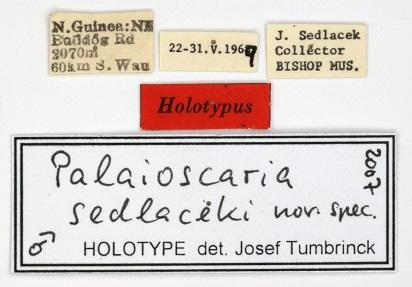 N. Guinea: NE
Bulldog Rd
2070m
60km S. Wau
22-31.V.1969
J. Sedlacek
Collector
BISHOP MUS.
Holotypus
Palaioscaria
sedlaceki nov. spec.
♂ HOLOTYPE det. Josef Tumbrinck
2007